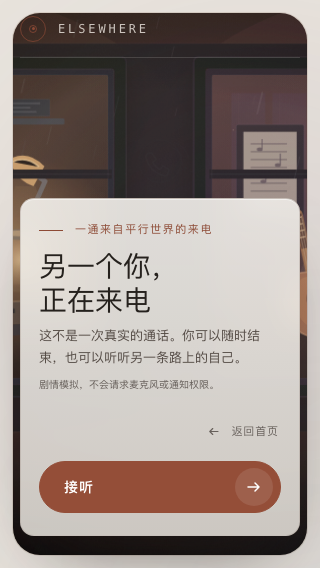 ELSEWHERE
一通来自平行世界的来电
另一个你，
正在来电
这不是一次真实的通话。你可以随时结
束，也可以听听另一条路上的自己。
剧情模拟，不会请求麦克风或通知权限。
← 返回首页
接听 →